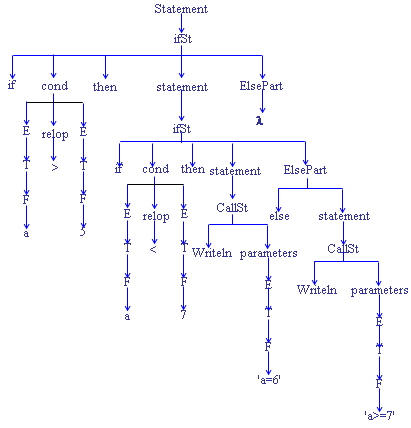 Statement
ifSt
if cond then statement ElsePart
λ
E relop E ifSt
T > T if cond then statement ElsePart
F F
CallSt
E relop E else statement
a
T < T Writeln parameters CallSt
F F E Writeln parameters
a 7 T E
F T
'a=6' F
'a>=7'